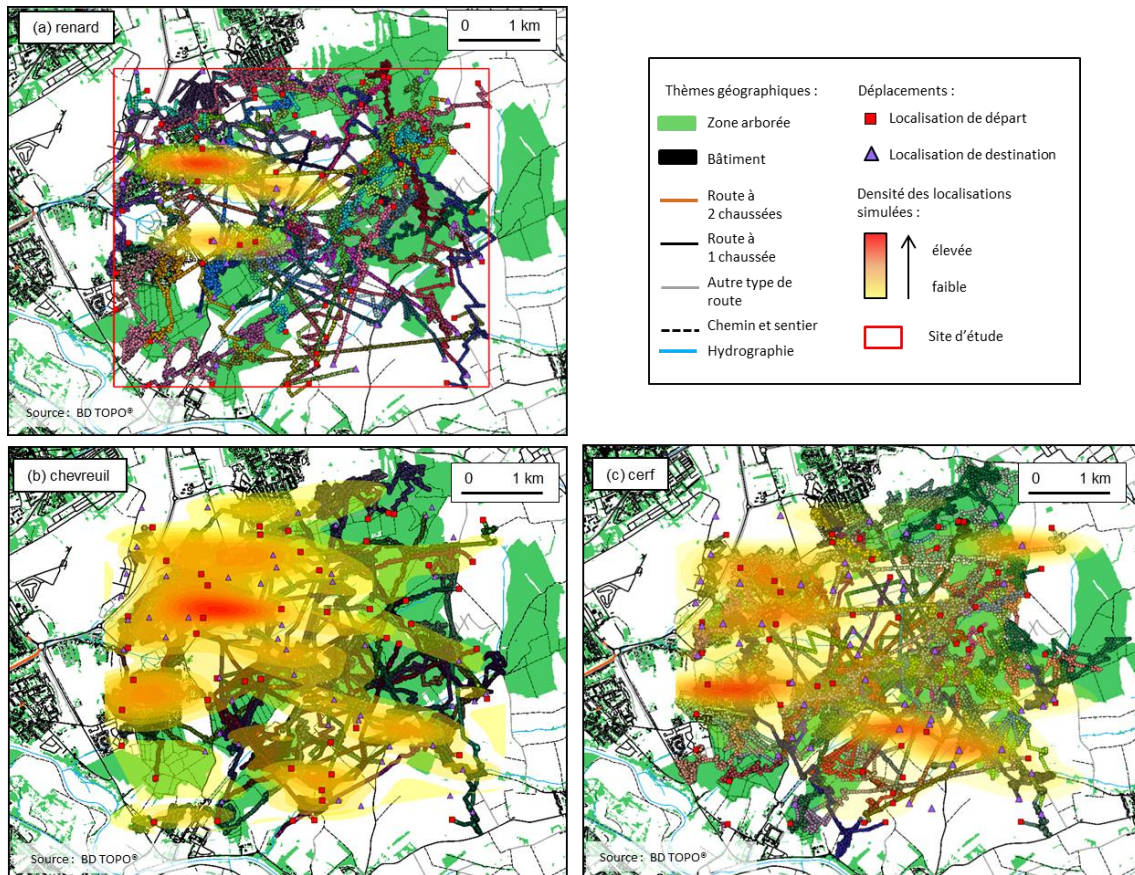 (a) renard
0 1 km
Source : BD TOPO®
Thèmes géographiques :
Zone arborée
Bâtiment
Route à
2 chaussées
Route à
1 chaussée
Autre type de
route
Chemin et sentier
Hydrographie
Déplacements :
Localisation de départ
Localisation de destination
Densité des localisations
simulées :
élevée
faible
Site d'étude
(b) chevreuil
0 1 km
Source : BD TOPO®
(c) cerf
0 1 km
Source : BD TOPO®